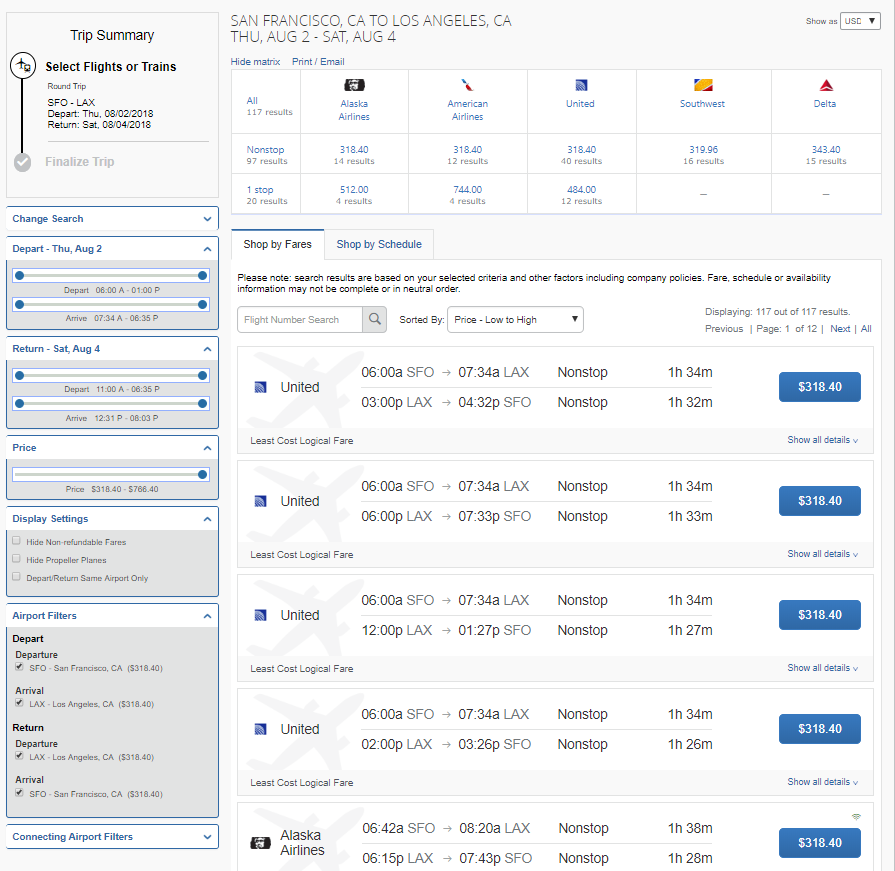 Trip Summary
Select Flights or Trains
Round Trip
SFO - LAX
Depart: Thu, 08/02/2018
Return: Sat, 08/04/2018
Finalize Trip
Change Search
Depart - Thu, Aug 2
Depart 06:00 A - 01:00 P
Arrive 07:34 A - 06:35 P
Return - Sat, Aug 4
Depart 11:00 A - 06:35 P
Arrive 12:31 P - 08:03 P
Price
Price $318.40 - $766.40
Display Settings
Hide Non-refundable Fares
Hide Propeller Planes
Depart/Return Same Airport Only
Airport Filters
Depart
Departure
SFO - San Francisco, CA ($318.40)
Arrival
LAX - Los Angeles, CA ($318.40)
Return
Departure
LAX - Los Angeles, CA ($318.40)
Arrival
SFO - San Francisco, CA ($318.40)
Connecting Airport Filters
SAN FRANCISCO, CA TO LOS ANGELES, CA
THU, AUG 2 - SAT, AUG 4
Show as USD
Hide matrix Print / Email
All
117 results
Alaska
Airlines
American
Airlines
United
Southwest
Delta
Nonstop 318.40 318.40 318.40 319.96 343.40
97 results 14 results 12 results 40 results 16 results 15 results
1 stop 512.00 744.00 484.00 — —
20 results 4 results 4 results 12 results
Shop by Fares Shop by Schedule
Please note: search results are based on your selected criteria and other factors including company policies. Fare, schedule or availability
information may not be complete or in neutral order.
Flight Number Search Sorted By: Price - Low to High
Displaying: 117 out of 117 results.
Previous | Page: 1 of 12 | Next | All
United
06:00a SFO → 07:34a LAX Nonstop 1h 34m
03:00p LAX → 04:32p SFO Nonstop 1h 32m
$318.40
Least Cost Logical Fare Show all details
United
06:00a SFO → 07:34a LAX Nonstop 1h 34m
06:00p LAX → 07:33p SFO Nonstop 1h 33m
$318.40
Least Cost Logical Fare Show all details
United
06:00a SFO → 07:34a LAX Nonstop 1h 34m
12:00p LAX → 01:27p SFO Nonstop 1h 27m
$318.40
Least Cost Logical Fare Show all details
United
06:00a SFO → 07:34a LAX Nonstop 1h 34m
02:00p LAX → 03:26p SFO Nonstop 1h 26m
$318.40
Least Cost Logical Fare Show all details
Alaska
Airlines
06:42a SFO → 08:20a LAX Nonstop 1h 38m
06:15p LAX → 07:43p SFO Nonstop 1h 28m
$318.40